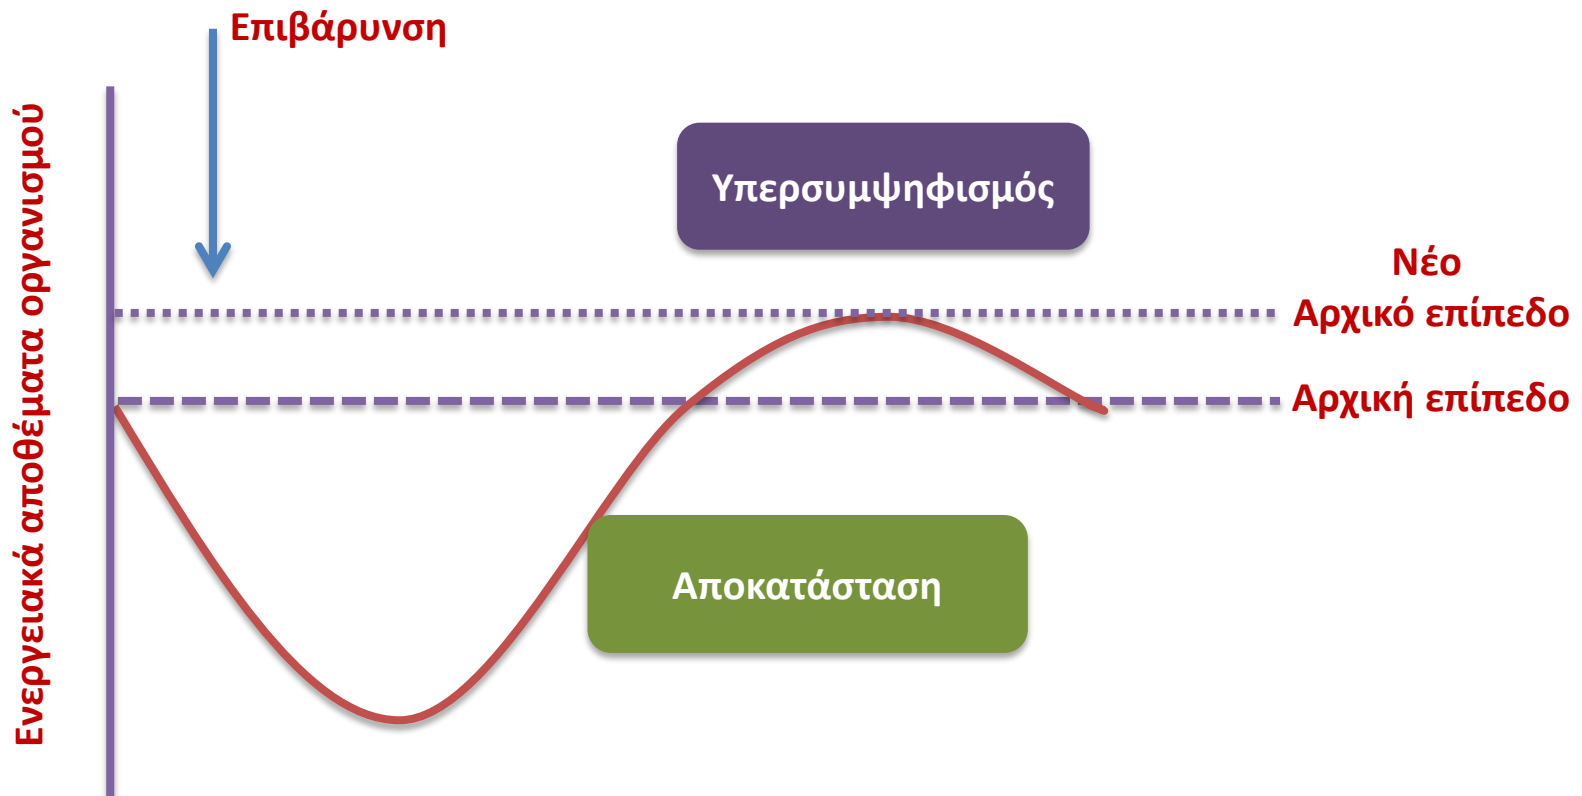 Επιβάρυνση
Ενεργειακά αποθέματα οργανισμού
Υπερσυμψηφισμός
Νέο
Αρχικό επίπεδο
Αρχική επίπεδο
Αποκατάσταση